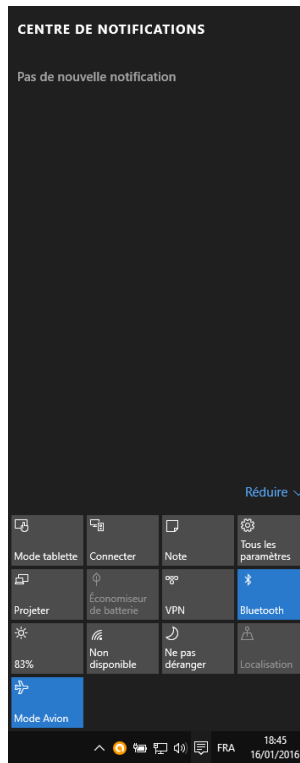 CENTRE DE NOTIFICATIONS
Pas de nouvelle notification
Réduire
Mode tablette
Connecter
Note
Tous les
paramètres
Projeter
Économiseur
de batterie
VPN
Bluetooth
83%
Non
disponible
Ne pas
déranger
Localisation
Mode Avion
FRA
18:45
16/01/2016